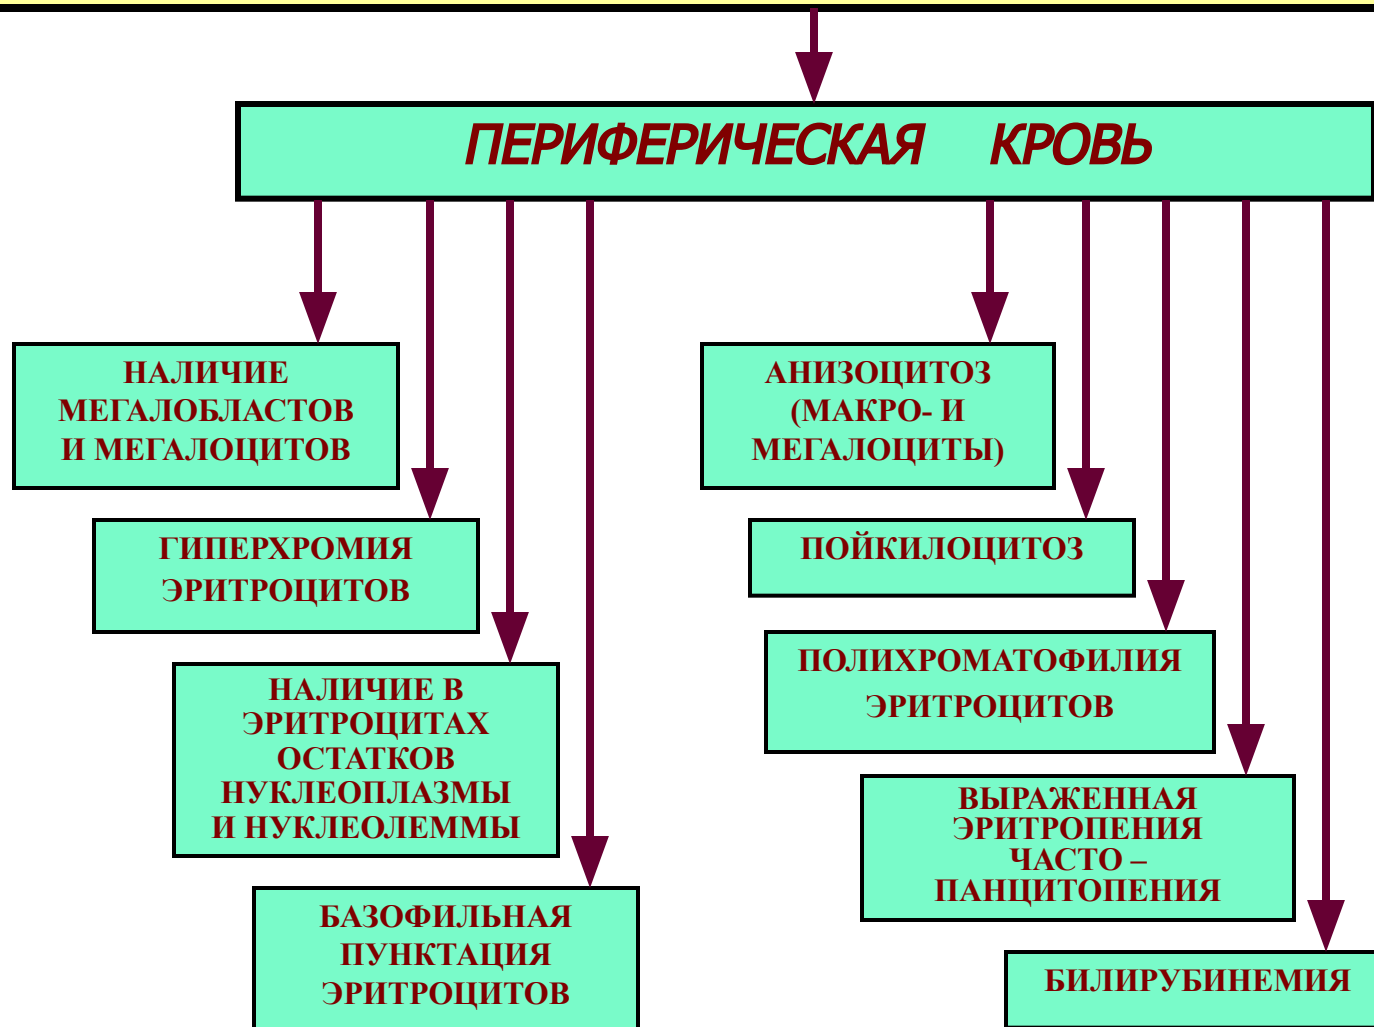 ПЕРИФЕРИЧЕСКАЯ КРОВЬ
НАЛИЧИЕ
МЕГАЛОБЛАСТОВ
И МЕГАЛОЦИТОВ
ГИПЕРХРОМИЯ
ЭРИТРОЦИТОВ
НАЛИЧИЕ В
ЭРИТРОЦИТАХ
ОСТАТКОВ
НУКЛЕОПЛАЗМЫ
И НУКЛЕОЛЕММЫ
БАЗОФИЛЬНАЯ
ПУНКТАЦИЯ
ЭРИТРОЦИТОВ
АНИЗОЦИТОЗ
(МАКРО- И
МЕГАЛОЦИТЫ)
ПОЙКИЛОЦИТОЗ
ПОЛИХРОМАТОФИЛИЯ
ЭРИТРОЦИТОВ
ВЫРАЖЕННАЯ
ЭРИТРОПЕНИЯ
ЧАСТО –
ПАНЦИТОПЕНИЯ
БИЛИРУБИНЕМИЯ